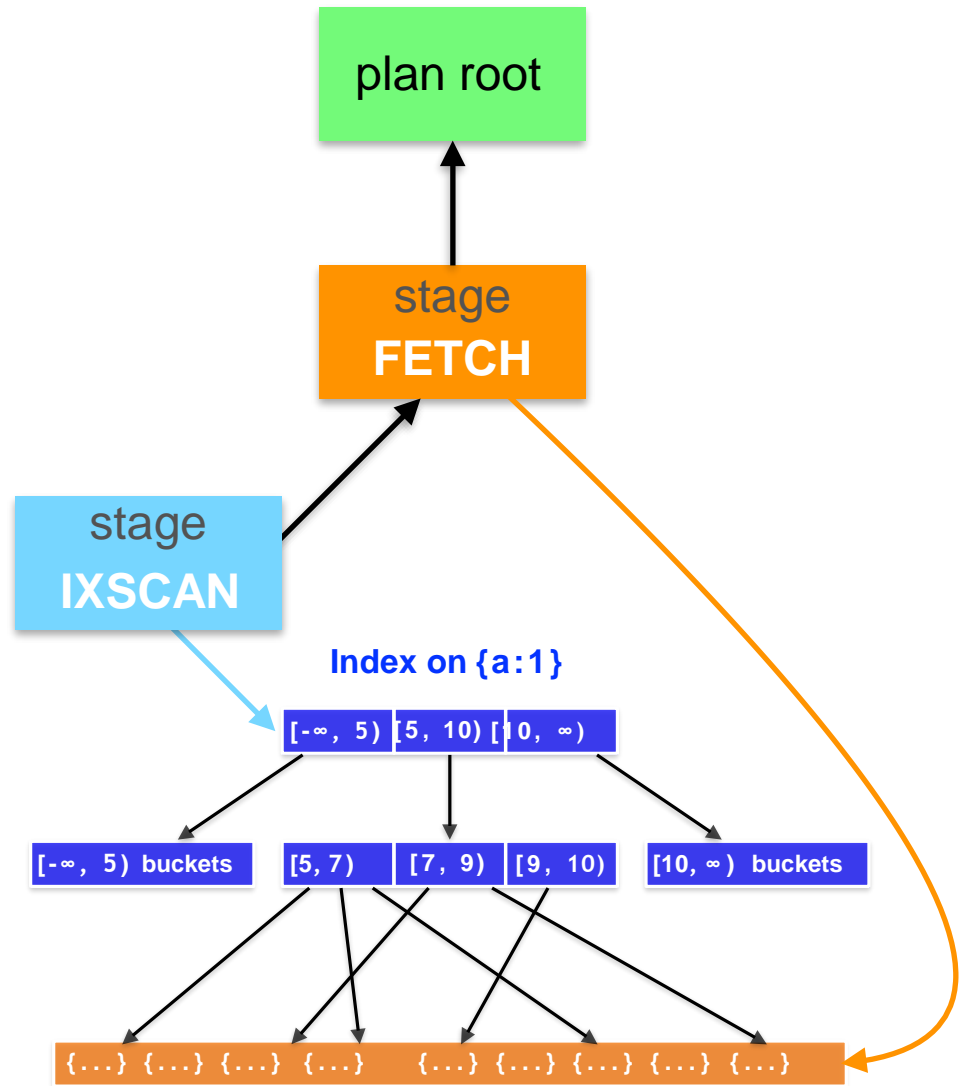 plan root
stage
FETCH
stage
IXSCAN
Index on {a:1}
[-∞, 5) [5, 10) [10, ∞)
[-∞, 5) buckets [5,7) [7, 9) [9, 10) [10, ∞) buckets
{...} {...} {...} {...} {...} {...} {...} {...} {...}